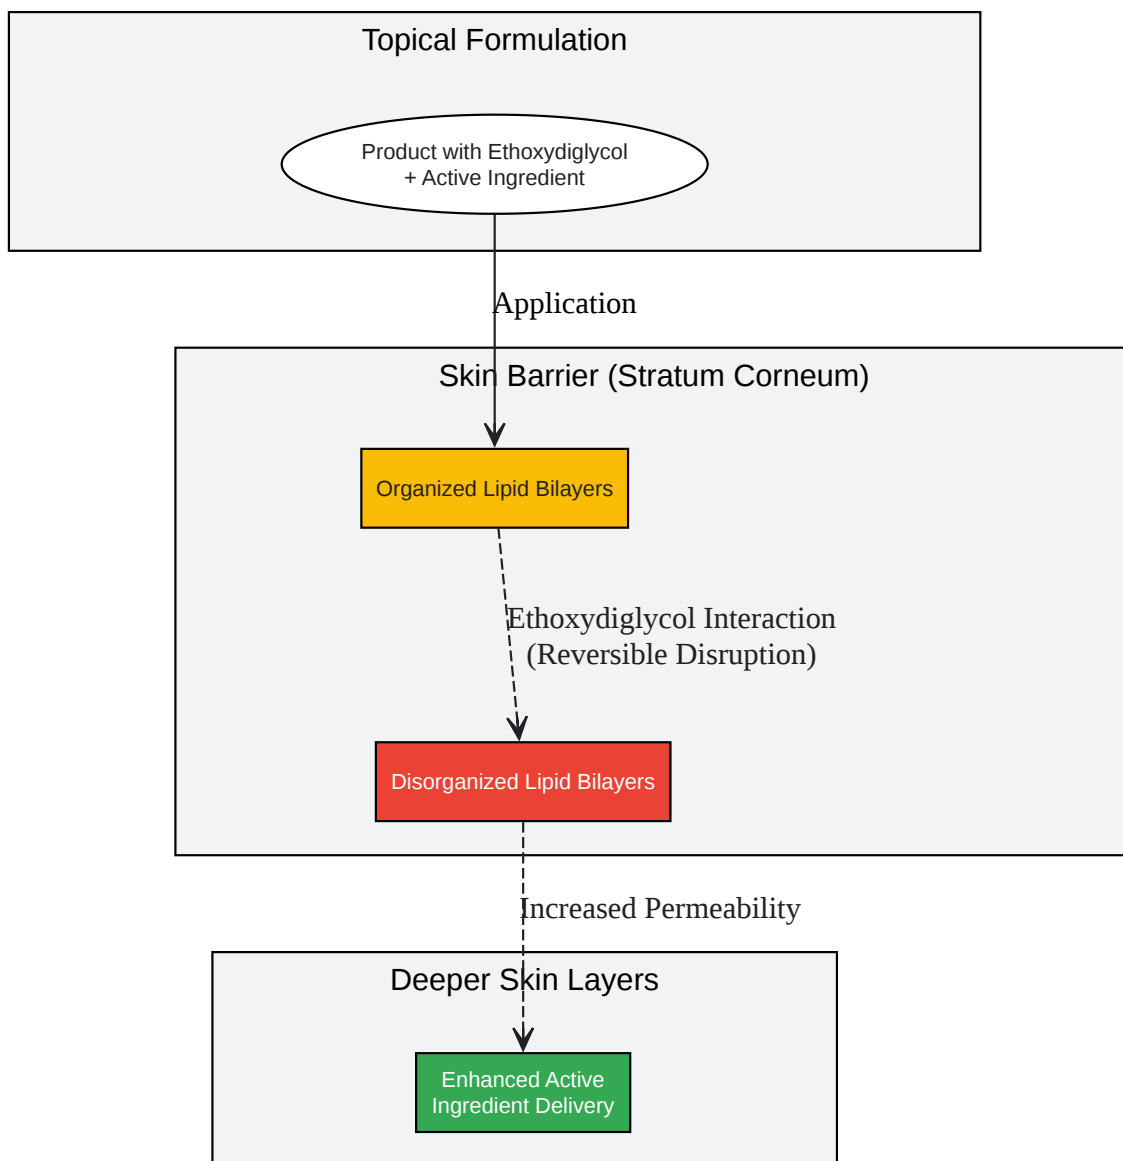 Topical Formulation
Product with Ethoxydiglycol
+ Active Ingredient
Application
Skin Barrier (Stratum Corneum)
Organized Lipid Bilayers
Ethoxydiglycol Interaction
(Reversible Disruption)
Disorganized Lipid Bilayers
Increased Permeability
Deeper Skin Layers
Enhanced Active
Ingredient Delivery